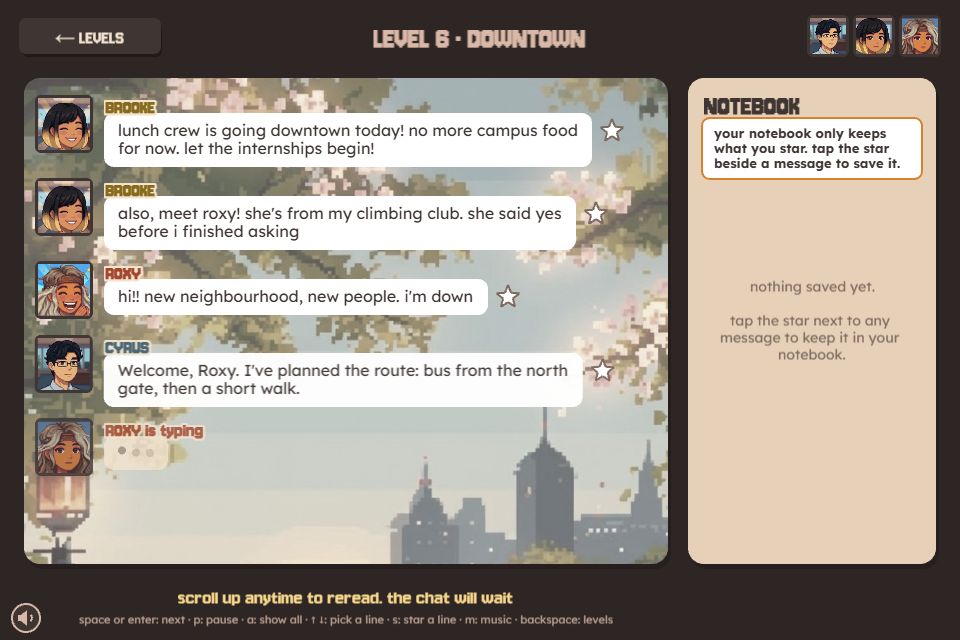 ← LEVELS
LEVEL 6 · DOWNTOWN
BROOKE
lunch crew is going downtown today! no more campus food
for now. let the internships begin!
BROOKE
also, meet roxy! she's from my climbing club. she said yes
before i finished asking
ROXY
hi!! new neighbourhood, new people. i'm down
CYRUS
Welcome, Roxy. I've planned the route: bus from the north
gate, then a short walk.
ROXY is typing
NOTEBOOK
your notebook only keeps
what you star. tap the star
beside a message to save it.
nothing saved yet.
tap the star next to any
message to keep it in your
notebook.
scroll up anytime to reread. the chat will wait
space or enter: next · p: pause · a: show all · ↑ ↓: pick a line · s: star a line · m: music · backspace: levels